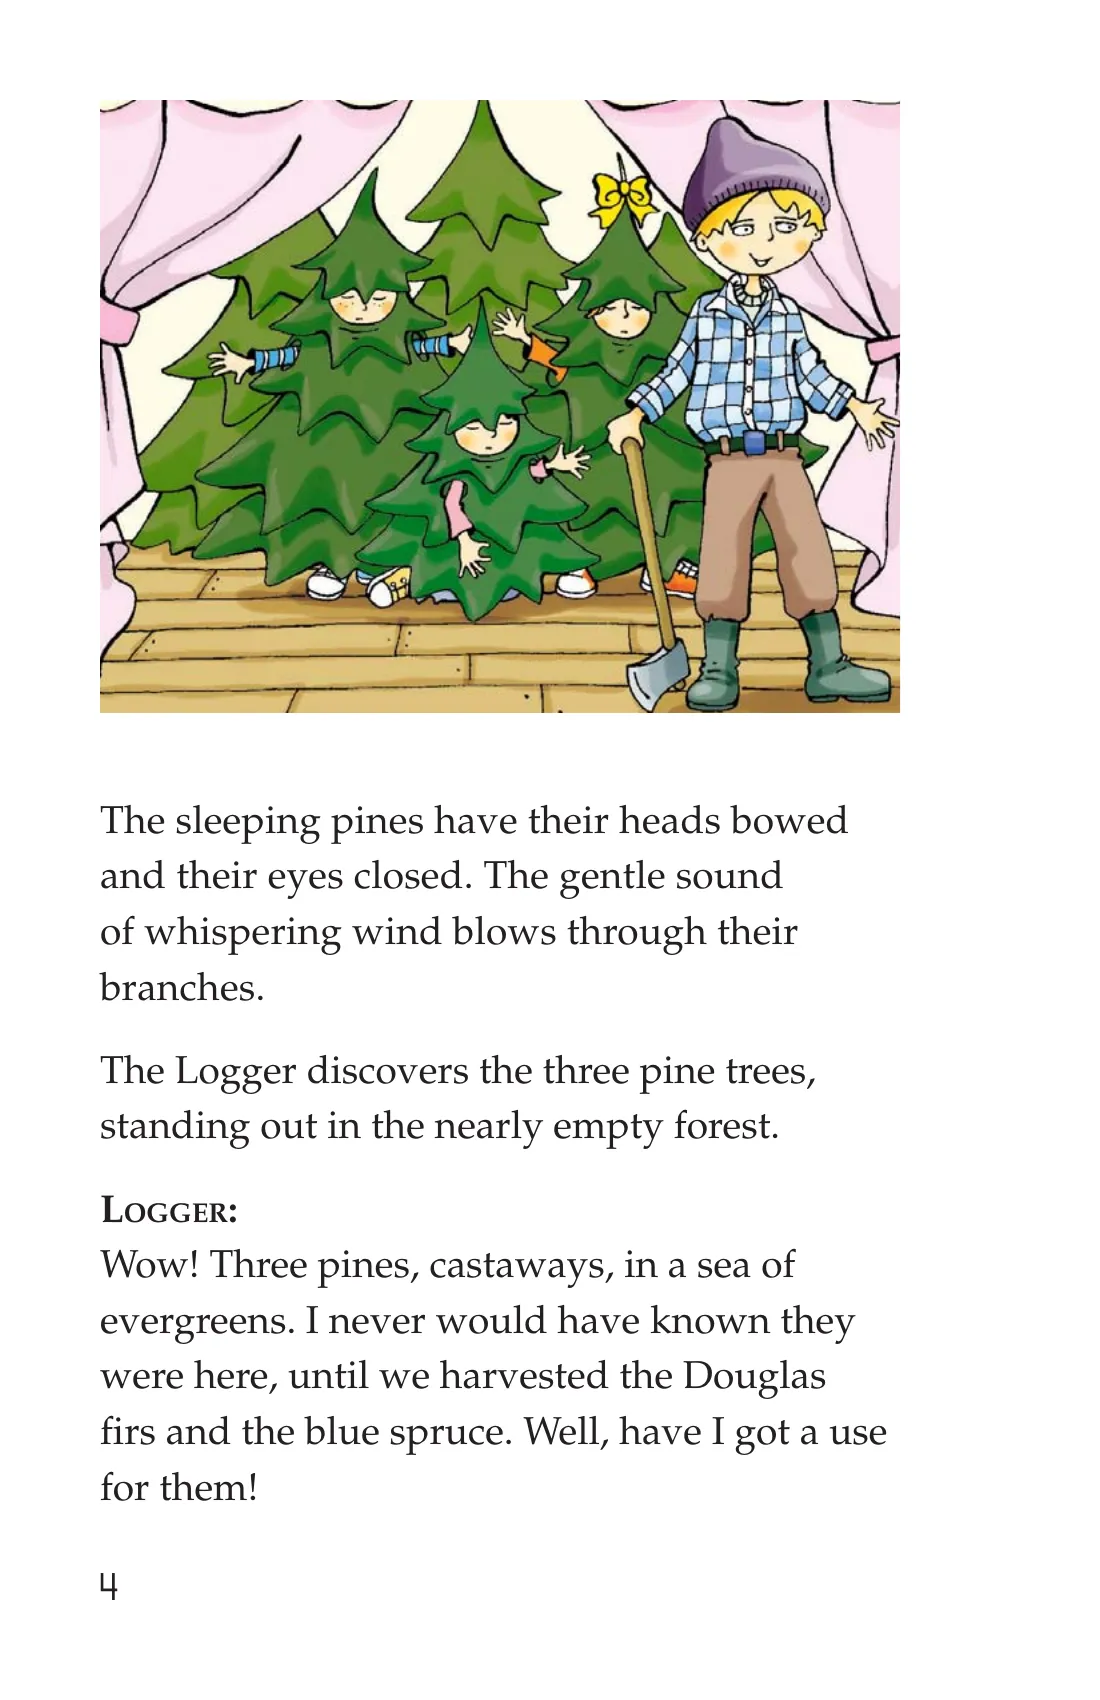 The sleeping pines have their heads bowed
and their eyes closed. The gentle sound
of whispering wind blows through their
branches.
The Logger discovers the three pine trees,
standing out in the nearly empty forest.
LOGGER:
Wow! Three pines, castaways, in a sea of
evergreens. I never would have known they
were here, until we harvested the Douglas
firs and the blue spruce. Well, have I got a use
for them!
4